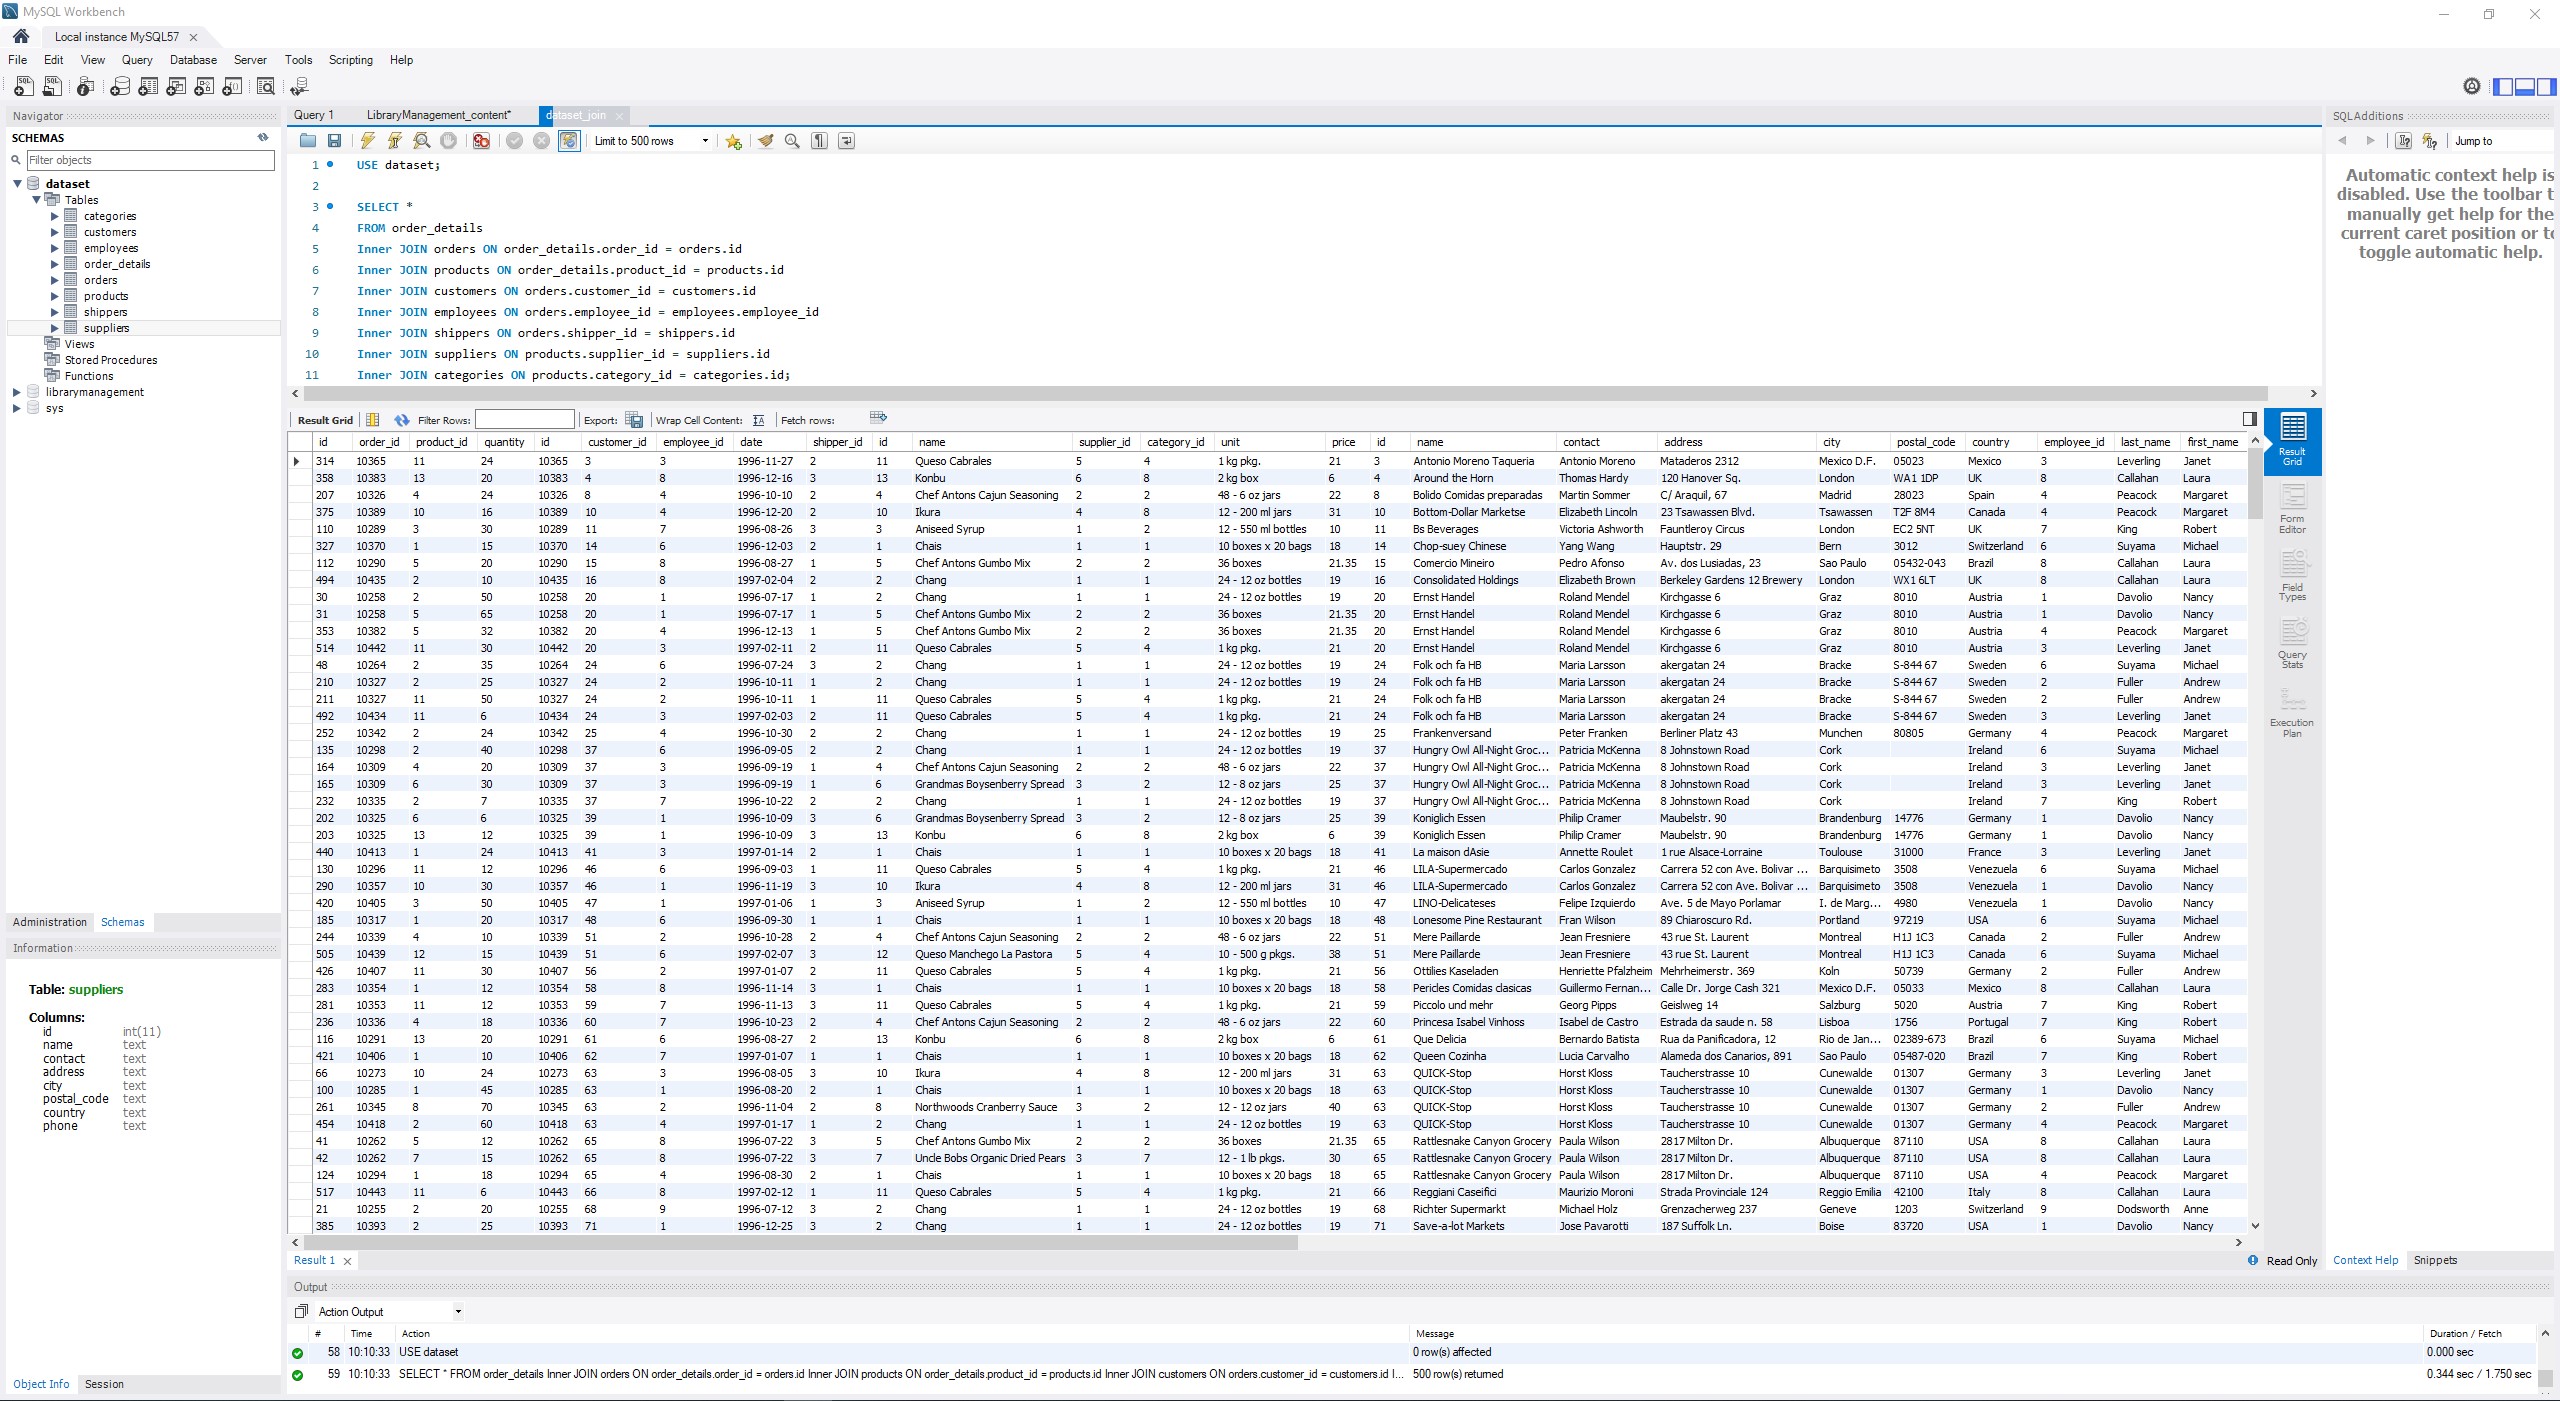 MySQL Workbench
Local instance MySQL57
File Edit View Query Database Server Tools Scripting Help
Navigator
SCHEMAS
Filter objects
dataset
Tables
categories
customers
employees
order_details
orders
products
shippers
suppliers
Views
Stored Procedures
Functions
librarymanagement
sys
Administration Schemas
Information
Table: suppliers
Columns:
id int(11)
name text
contact text
address text
city text
postal_code text
country text
phone text
Object Info Session
Query 1 LibraryManagement_content* dataset_join
Limit to 500 rows
1 USE dataset;
2
3 SELECT *
4 FROM order_details
5 Inner JOIN orders ON order_details.order_id = orders.id
6 Inner JOIN products ON order_details.product_id = products.id
7 Inner JOIN customers ON orders.customer_id = customers.id
8 Inner JOIN employees ON orders.employee_id = employees.employee_id
9 Inner JOIN shippers ON orders.shipper_id = shippers.id
10 Inner JOIN suppliers ON products.supplier_id = suppliers.id
11 Inner JOIN categories ON products.category_id = categories.id;
Result Grid Filter Rows: Export: Wrap Cell Content: Fetch rows:
id order_id product_id quantity id customer_id employee_id date shipper_id id name supplier_id category_id unit price id name contact address city postal_code country employee_id last_name first_name
314 10365 11 24 10365 3 3 1996-11-27 2 11 Queso Cabrales 5 4 1 kg pkg. 21 3 Antonio Moreno Taqueria Antonio Moreno Mataderos 2312 Mexico D.F. 05023 Mexico 3 Leverling Janet
358 10383 13 20 10383 4 8 1996-12-16 3 13 Konbu 6 8 2 kg box 6 4 Around the Horn Thomas Hardy 120 Hanover Sq. London WA1 1DP UK 8 Callahan Laura
207 10326 4 24 10326 8 4 1996-10-10 2 4 Chef Antons Cajun Seasoning 2 2 48 - 6 oz jars 22 8 Bolido Comidas preparadas Martin Sommer C/ Araquil, 67 Madrid 28023 Spain 4 Peacock Margaret
375 10389 10 16 10389 10 4 1996-12-20 2 10 Ikura 4 8 12 - 200 ml jars 31 10 Bottom-Dollar Marketse Elizabeth Lincoln 23 Tsawassen Blvd. Tsawassen T2F 8M4 Canada 4 Peacock Margaret
110 10289 3 30 10289 11 7 1996-08-26 3 3 Aniseed Syrup 1 2 12 - 550 ml bottles 10 11 Bs Beverages Victoria Ashworth Fauntleroy Circus London EC2 5NT UK 7 King Robert
327 10370 1 15 10370 14 6 1996-12-03 2 1 Chais 1 1 10 boxes x 20 bags 18 14 Chop-suey Chinese Yang Wang Hauptstr. 29 Bern 3012 Switzerland 6 Suyama Michael
112 10290 5 20 10290 15 8 1996-08-27 1 5 Chef Antons Gumbo Mix 2 2 36 boxes 21.35 15 Comercio Mineiro Pedro Afonso Av. dos Lusiadas, 23 Sao Paulo 05432-043 Brazil 8 Callahan Laura
494 10435 2 10 10435 16 8 1997-02-04 2 2 Chang 1 1 24 - 12 oz bottles 19 16 Consolidated Holdings Elizabeth Brown Berkeley Gardens 12 Brewery London WX1 6LT UK 8 Callahan Laura
30 10258 2 50 10258 20 1 1996-07-17 1 2 Chang 1 1 24 - 12 oz bottles 19 20 Ernst Handel Roland Mendel Kirchgasse 6 Graz 8010 Austria 1 Davolio Nancy
31 10258 5 65 10258 20 1 1996-07-17 1 5 Chef Antons Gumbo Mix 2 2 36 boxes 21.35 20 Ernst Handel Roland Mendel Kirchgasse 6 Graz 8010 Austria 1 Davolio Nancy
353 10382 5 32 10382 20 4 1996-12-13 1 5 Chef Antons Gumbo Mix 2 2 36 boxes 21.35 20 Ernst Handel Roland Mendel Kirchgasse 6 Graz 8010 Austria 4 Peacock Margaret
514 10442 11 30 10442 20 3 1997-02-11 2 11 Queso Cabrales 5 4 1 kg pkg. 21 20 Ernst Handel Roland Mendel Kirchgasse 6 Graz 8010 Austria 3 Leverling Janet
48 10264 2 35 10264 24 6 1996-07-24 3 2 Chang 1 1 24 - 12 oz bottles 19 24 Folk och fa HB Maria Larsson akergatan 24 Bracke S-844 67 Sweden 6 Suyama Michael
210 10327 2 25 10327 24 2 1996-10-11 1 2 Chang 1 1 24 - 12 oz bottles 19 24 Folk och fa HB Maria Larsson akergatan 24 Bracke S-844 67 Sweden 2 Fuller Andrew
211 10327 11 50 10327 24 2 1996-10-11 1 11 Queso Cabrales 5 4 1 kg pkg. 21 24 Folk och fa HB Maria Larsson akergatan 24 Bracke S-844 67 Sweden 2 Fuller Andrew
492 10434 11 6 10434 24 3 1997-02-03 2 11 Queso Cabrales 5 4 1 kg pkg. 21 24 Folk och fa HB Maria Larsson akergatan 24 Bracke S-844 67 Sweden 3 Leverling Janet
252 10342 2 24 10342 25 4 1996-10-30 2 2 Chang 1 1 24 - 12 oz bottles 19 25 Frankenversand Peter Franken Berliner Platz 43 Munchen 80805 Germany 4 Peacock Margaret
135 10298 2 40 10298 37 6 1996-09-05 2 2 Chang 1 1 24 - 12 oz bottles 19 37 Hungry Owl All-Night Groc... Patricia McKenna 8 Johnstown Road Cork Ireland 6 Suyama Michael
164 10309 4 20 10309 37 3 1996-09-19 1 4 Chef Antons Cajun Seasoning 2 2 48 - 6 oz jars 22 37 Hungry Owl All-Night Groc... Patricia McKenna 8 Johnstown Road Cork Ireland 3 Leverling Janet
165 10309 6 30 10309 37 3 1996-09-19 1 6 Grandmas Boysenberry Spread 3 2 12 - 8 oz jars 25 37 Hungry Owl All-Night Groc... Patricia McKenna 8 Johnstown Road Cork Ireland 3 Leverling Janet
232 10335 2 7 10335 37 7 1996-10-22 2 2 Chang 1 1 24 - 12 oz bottles 19 37 Hungry Owl All-Night Groc... Patricia McKenna 8 Johnstown Road Cork Ireland 7 King Robert
202 10325 6 6 10325 39 1 1996-10-09 3 6 Grandmas Boysenberry Spread 3 2 12 - 8 oz jars 25 39 Koniglich Essen Philip Cramer Maubelstr. 90 Brandenburg 14776 Germany 1 Davolio Nancy
203 10325 13 12 10325 39 1 1996-10-09 3 13 Konbu 6 8 2 kg box 6 39 Koniglich Essen Philip Cramer Maubelstr. 90 Brandenburg 14776 Germany 1 Davolio Nancy
440 10413 1 24 10413 41 3 1997-01-14 2 1 Chais 1 1 10 boxes x 20 bags 18 41 La maison dAsie Annette Roulet 1 rue Alsace-Lorraine Toulouse 31000 France 3 Leverling Janet
130 10296 11 12 10296 46 6 1996-09-03 1 11 Queso Cabrales 5 4 1 kg pkg. 21 46 LILA-Supermercado Carlos Gonzalez Carrera 52 con Ave. Bolivar ... Barquisimeto 3508 Venezuela 6 Suyama Michael
290 10357 10 30 10357 46 1 1996-11-19 3 10 Ikura 4 8 12 - 200 ml jars 31 46 LILA-Supermercado Carlos Gonzalez Carrera 52 con Ave. Bolivar ... Barquisimeto 3508 Venezuela 1 Davolio Nancy
420 10405 3 50 10405 47 1 1997-01-06 1 3 Aniseed Syrup 1 2 12 - 550 ml bottles 10 47 LINO-Delicateses Felipe Izquierdo Ave. 5 de Mayo Porlamar I. de Marg... 4980 Venezuela 1 Davolio Nancy
185 10317 1 20 10317 48 6 1996-09-30 1 1 Chais 1 1 10 boxes x 20 bags 18 48 Lonesome Pine Restaurant Fran Wilson 89 Chiaroscuro Rd. Portland 97219 USA 6 Suyama Michael
244 10339 4 10 10339 51 2 1996-10-28 2 4 Chef Antons Cajun Seasoning 2 2 48 - 6 oz jars 22 51 Mere Paillarde Jean Fresniere 43 rue St. Laurent Montreal H1J 1C3 Canada 2 Fuller Andrew
505 10439 12 15 10439 51 6 1997-02-07 3 12 Queso Manchego La Pastora 5 4 10 - 500 g pkgs. 38 51 Mere Paillarde Jean Fresniere 43 rue St. Laurent Montreal H1J 1C3 Canada 6 Suyama Michael
426 10407 11 30 10407 56 2 1997-01-07 2 11 Queso Cabrales 5 4 1 kg pkg. 21 56 Ottilies Kaseladen Henriette Pfalzheim Mehrheimerstr. 369 Koln 50739 Germany 2 Fuller Andrew
283 10354 1 12 10354 58 8 1996-11-14 3 1 Chais 1 1 10 boxes x 20 bags 18 58 Pericles Comidas clasicas Guillermo Fernan... Calle Dr. Jorge Cash 321 Mexico D.F. 05033 Mexico 8 Callahan Laura
281 10353 11 12 10353 59 7 1996-11-13 3 11 Queso Cabrales 5 4 1 kg pkg. 21 59 Piccolo und mehr Georg Pipps Geislweg 14 Salzburg 5020 Austria 7 King Robert
236 10336 4 18 10336 60 7 1996-10-23 2 4 Chef Antons Cajun Seasoning 2 2 48 - 6 oz jars 22 60 Princesa Isabel Vinhoss Isabel de Castro Estrada da saude n. 58 Lisboa 1756 Portugal 7 King Robert
116 10291 13 20 10291 61 6 1996-08-27 2 13 Konbu 6 8 2 kg box 6 61 Que Delicia Bernardo Batista Rua da Panificadora, 12 Rio de Jan... 02389-673 Brazil 6 Suyama Michael
421 10406 1 10 10406 62 7 1997-01-07 1 1 Chais 1 1 10 boxes x 20 bags 18 62 Queen Cozinha Lucia Carvalho Alameda dos Canarios, 891 Sao Paulo 05487-020 Brazil 7 King Robert
66 10273 10 24 10273 63 3 1996-08-05 3 10 Ikura 4 8 12 - 200 ml jars 31 63 QUICK-Stop Horst Kloss Taucherstrasse 10 Cunewalde 01307 Germany 3 Leverling Janet
100 10285 1 45 10285 63 1 1996-08-20 2 1 Chais 1 1 10 boxes x 20 bags 18 63 QUICK-Stop Horst Kloss Taucherstrasse 10 Cunewalde 01307 Germany 1 Davolio Nancy
261 10345 8 70 10345 63 2 1996-11-04 2 8 Northwoods Cranberry Sauce 3 2 12 - 12 oz jars 40 63 QUICK-Stop Horst Kloss Taucherstrasse 10 Cunewalde 01307 Germany 2 Fuller Andrew
454 10418 2 60 10418 63 4 1997-01-17 1 2 Chang 1 1 24 - 12 oz bottles 19 63 QUICK-Stop Horst Kloss Taucherstrasse 10 Cunewalde 01307 Germany 4 Peacock Margaret
41 10262 5 12 10262 65 8 1996-07-22 3 5 Chef Antons Gumbo Mix 2 2 36 boxes 21.35 65 Rattlesnake Canyon Grocery Paula Wilson 2817 Milton Dr. Albuquerque 87110 USA 8 Callahan Laura
42 10262 7 15 10262 65 8 1996-07-22 3 7 Uncle Bobs Organic Dried Pears 3 7 12 - 1 lb pkgs. 30 65 Rattlesnake Canyon Grocery Paula Wilson 2817 Milton Dr. Albuquerque 87110 USA 8 Callahan Laura
124 10294 1 18 10294 65 4 1996-08-30 2 1 Chais 1 1 10 boxes x 20 bags 18 65 Rattlesnake Canyon Grocery Paula Wilson 2817 Milton Dr. Albuquerque 87110 USA 4 Peacock Margaret
517 10443 11 6 10443 66 8 1997-02-12 1 11 Queso Cabrales 5 4 1 kg pkg. 21 66 Reggiani Caseifici Maurizio Moroni Strada Provinciale 124 Reggio Emilia 42100 Italy 8 Callahan Laura
21 10255 2 20 10255 68 9 1996-07-12 3 2 Chang 1 1 24 - 12 oz bottles 19 68 Richter Supermarkt Michael Holz Grenzacherweg 237 Geneve 1203 Switzerland 9 Dodsworth Anne
385 10393 2 25 10393 71 1 1996-12-25 3 2 Chang 1 1 24 - 12 oz bottles 19 71 Save-a-lot Markets Jose Pavarotti 187 Suffolk Ln. Boise 83720 USA 1 Davolio Nancy
Result Grid
Form Editor
Field Types
Query Stats
Execution Plan
Result 1 Read Only
Output
Action Output
# Time Action Message Duration / Fetch
58 10:10:33 USE dataset 0 row(s) affected 0.000 sec
59 10:10:33 SELECT * FROM order_details Inner JOIN orders ON order_details.order_id = orders.id Inner JOIN products ON order_details.product_id = products.id Inner JOIN customers ON orders.customer_id = customers.id I... 500 row(s) returned 0.344 sec / 1.750 sec
SQLAdditions
Jump to
Automatic context help is
disabled. Use the toolbar t
manually get help for the
current caret position or to
toggle automatic help.
Context Help Snippets